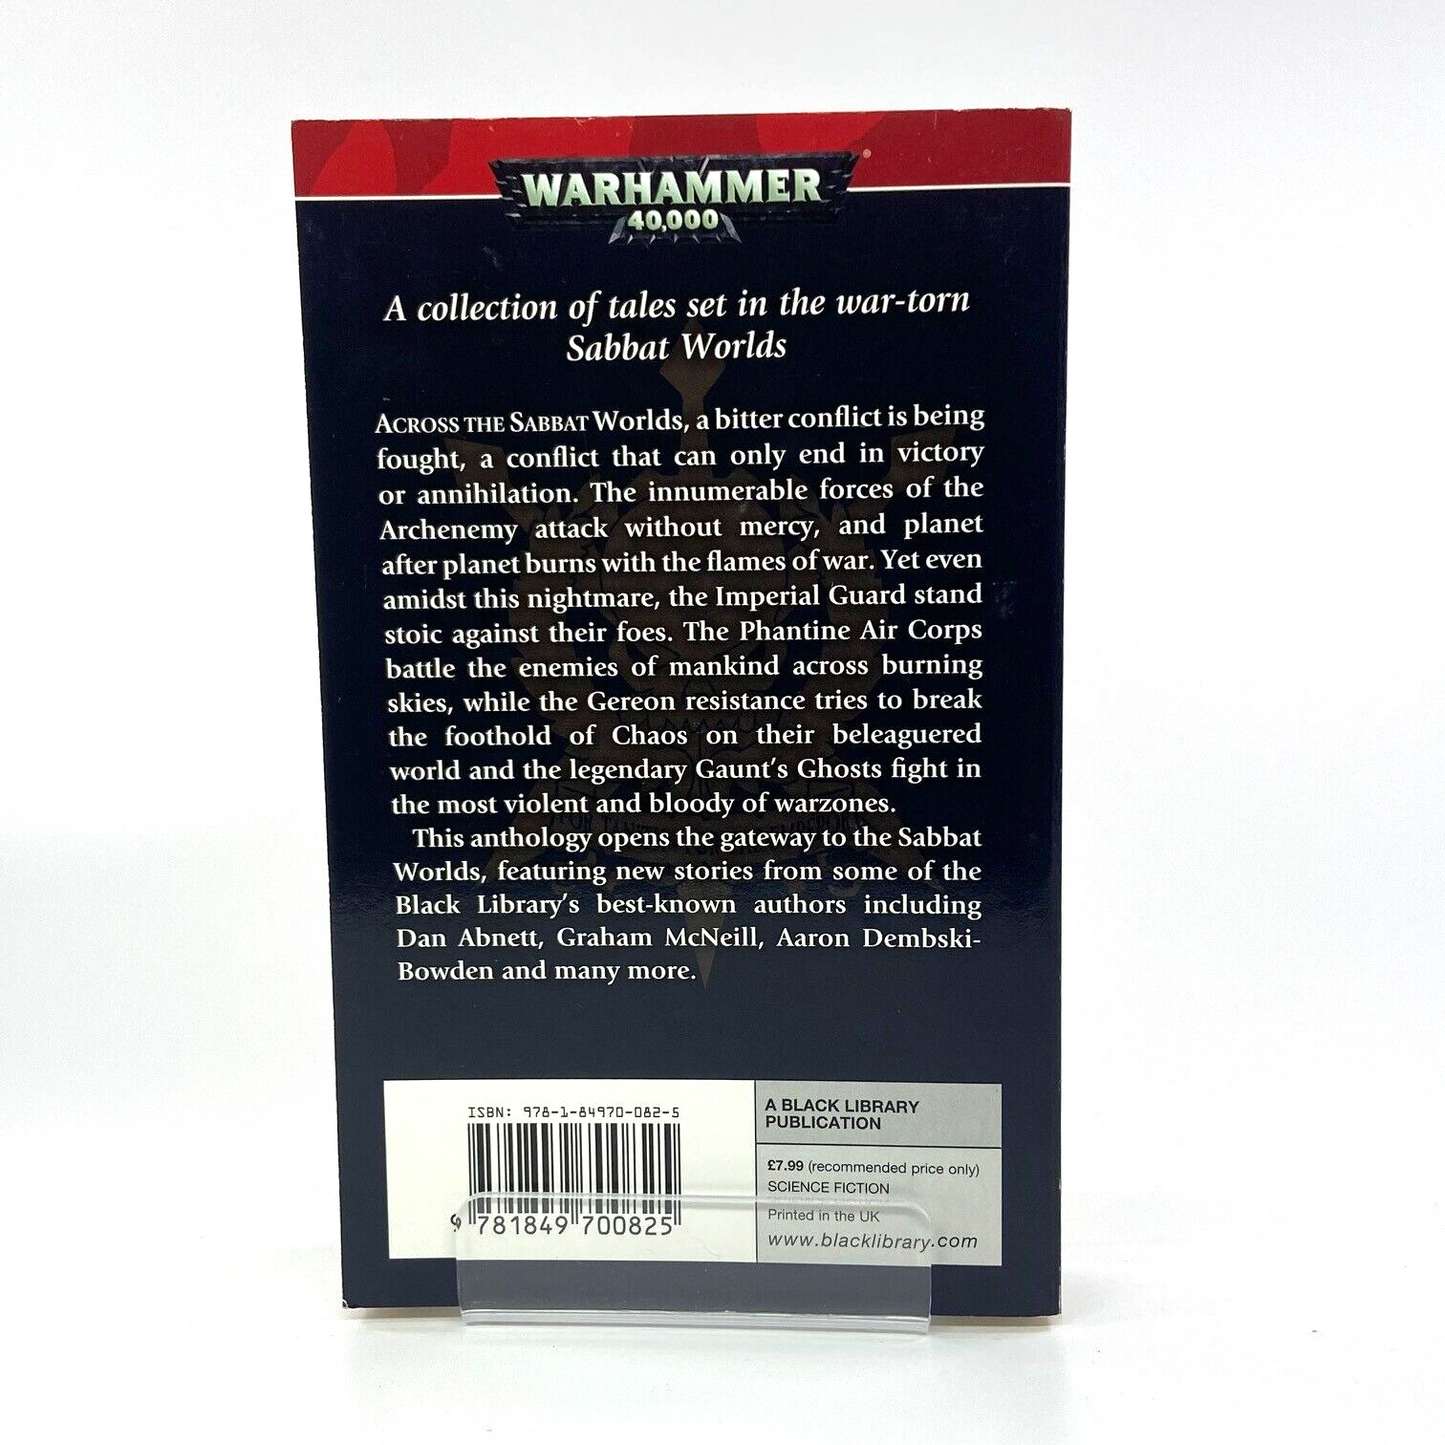 WARHAMMER®
40,000
A collection of tales set in the war-torn
Sabbat Worlds
ACROSS THE SABBAT Worlds, a bitter conflict is being
fought, a conflict that can only end in victory
or annihilation. The innumerable forces of the
Archenemy attack without mercy, and planet
after planet burns with the flames of war. Yet even
amidst this nightmare, the Imperial Guard stand
stoic against their foes. The Phantine Air Corps
battle the enemies of mankind across burning
skies, while the Gereon resistance tries to break
the foothold of Chaos on their beleaguered
world and the legendary Gaunt's Ghosts fight in
the most violent and bloody of warzones.
This anthology opens the gateway to the Sabbat
Worlds, featuring new stories from some of the
Black Library's best-known authors including
Dan Abnett, Graham McNeill, Aaron Dembski-
Bowden and many more.
ISBN: 978-1-84970-082-5
9 781849 700825
A BLACK LIBRARY
PUBLICATION
£7.99 (recommended price only)
SCIENCE FICTION
Printed in the UK
www.blacklibrary.com